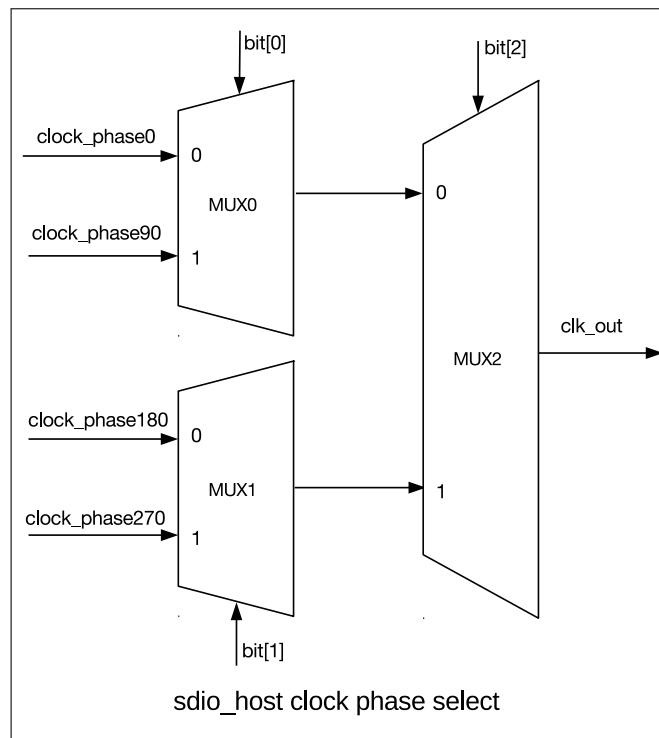 bit[0]
bit[2]
clock_phase0
0
MUX0
0
clock_phase90
1
clk_out
MUX2
clock_phase180
0
MUX1
1
clock_phase270
1
bit[1]
sdio_host clock phase select